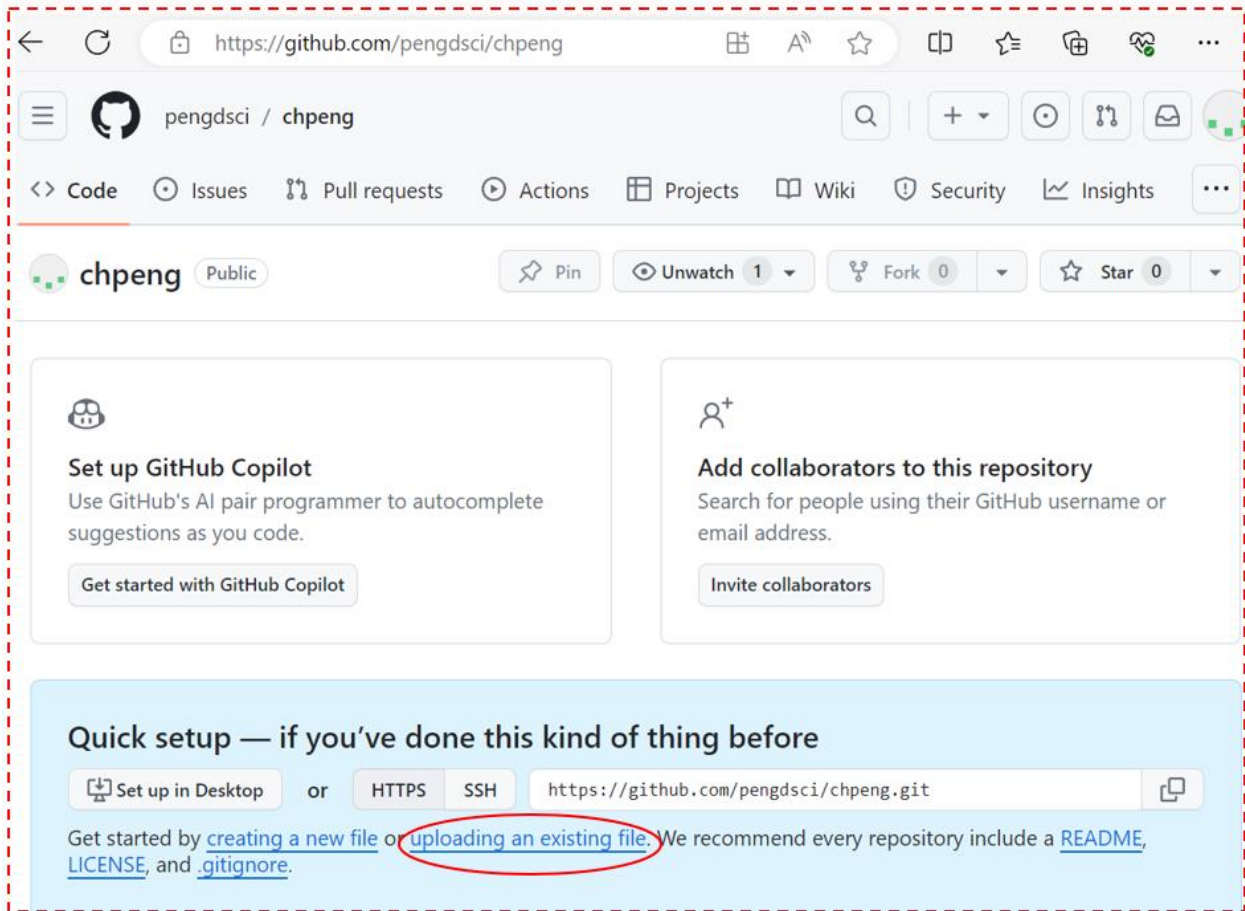 https://github.com/pengdsci/chpeng
pengdsci / chpeng
Code Issues Pull requests Actions Projects Wiki Security Insights
chpeng Public Pin Unwatch 1 Fork 0 Star 0
Set up GitHub Copilot
Use GitHub's AI pair programmer to autocomplete
suggestions as you code.
Get started with GitHub Copilot
Add collaborators to this repository
Search for people using their GitHub username or
email address.
Invite collaborators
Quick setup — if you've done this kind of thing before
Set up in Desktop or HTTPS SSH https://github.com/pengdsci/chpeng.git
Get started by creating a new file or uploading an existing file. We recommend every repository include a README,
LICENSE, and .gitignore.